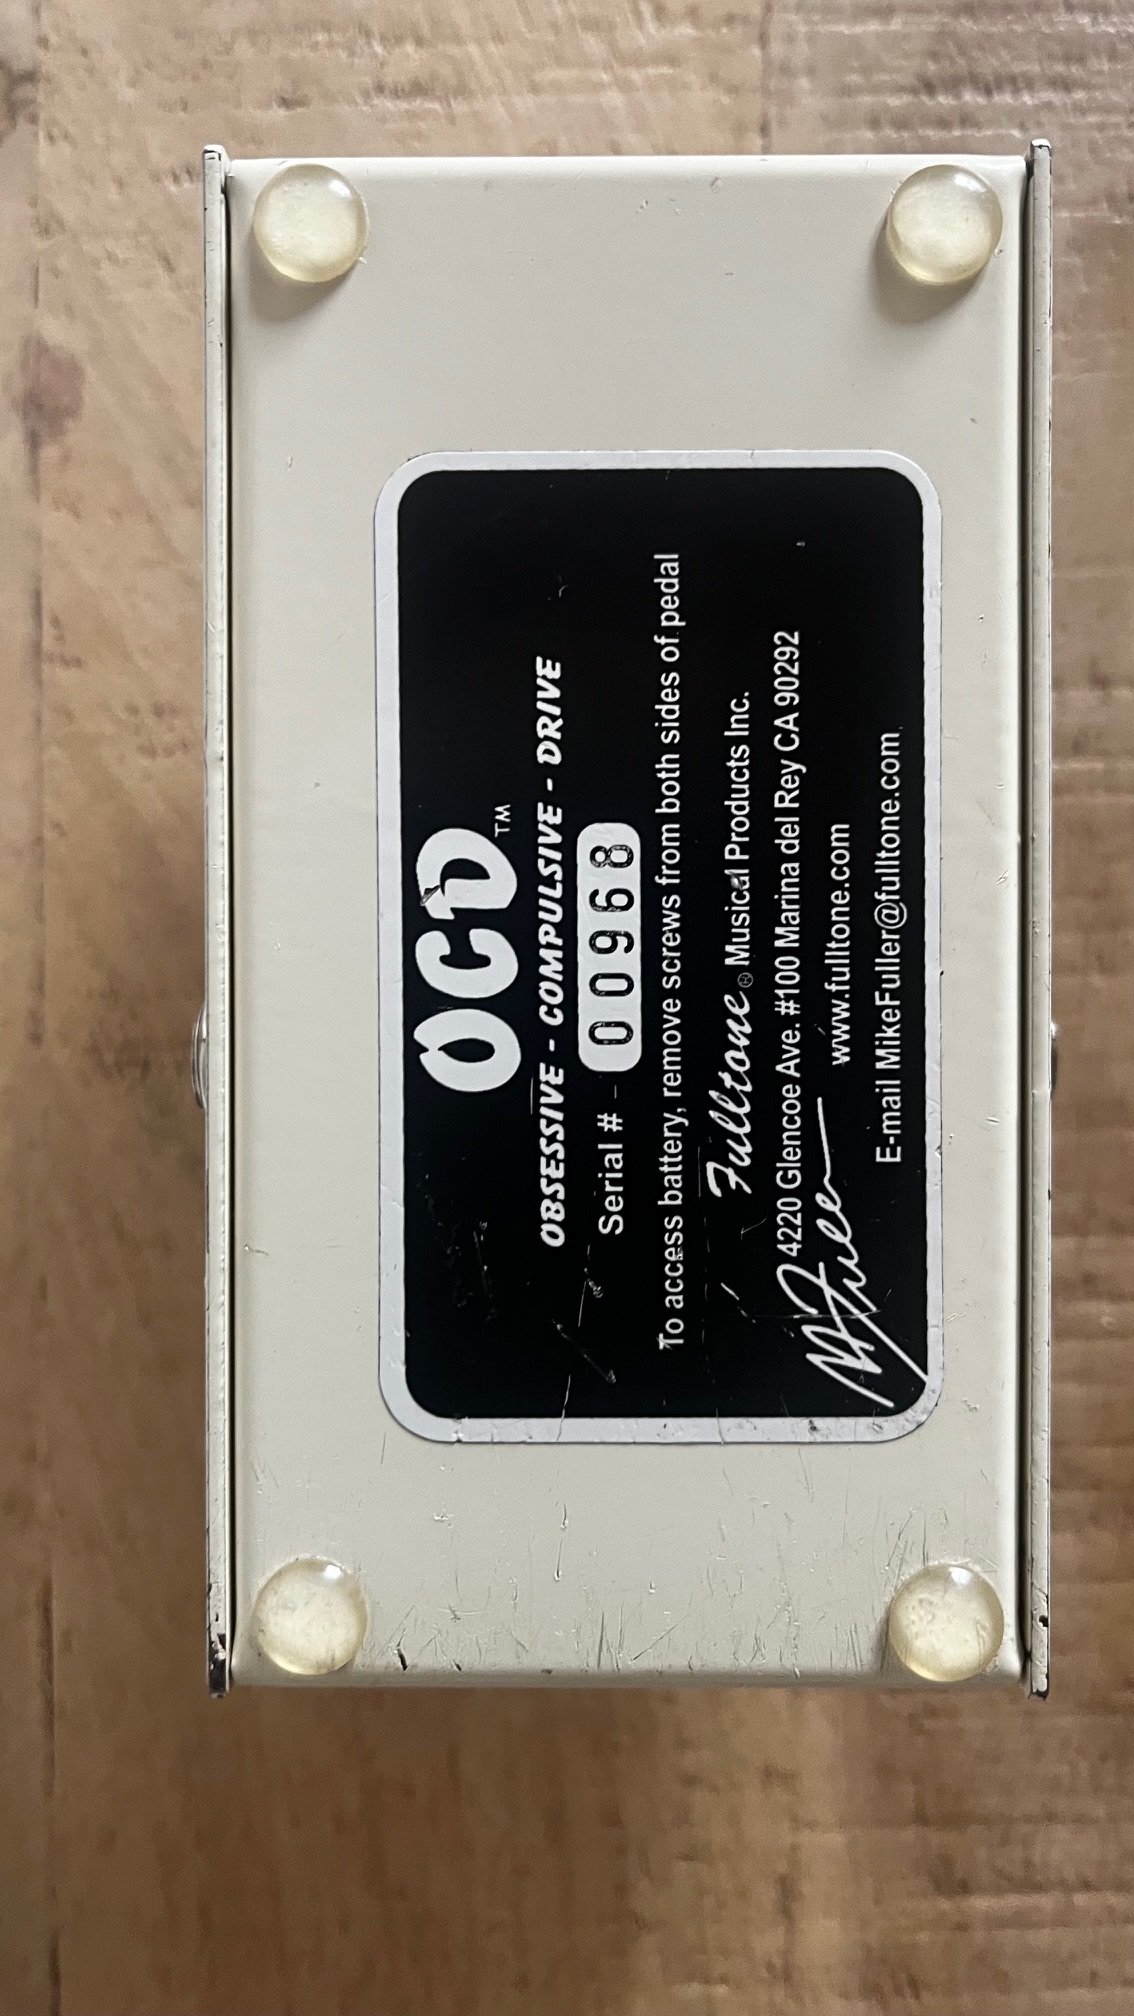 OCD™
OBSESSIVE - COMPULSIVE - DRIVE
Serial # 00968
To access battery, remove screws from both sides of pedal
Fulltone® Musical Products Inc.
4220 Glencoe Ave. #100 Marina del Rey CA 90292
www.fulltone.com
MFuller
E-mail MikeFuller@fulltone.com